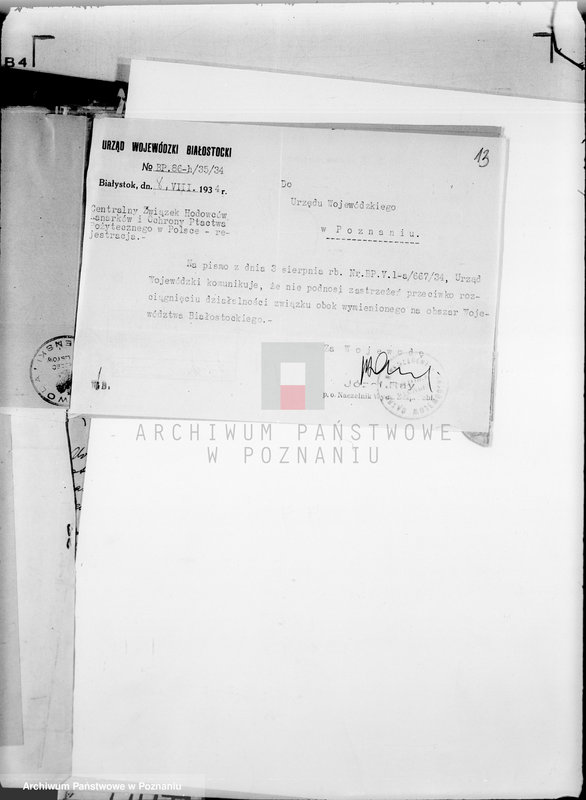 B4
13
URZĄD WOJEWÓDZKI BIAŁOSTOCKI
No BP.86-h/35/34
Białystok, dn. VIII. 1934 r.
Centralny Związek Hodowców
Kanarków i Ochrony Ptactwa
Pożytecznego w Polsce - re-
jestracja.-
Do
Urzędu Wojewódzkiego
w Poznaniu.
Na pismo z dnia 3 sierpnia rb. Nr.BP.V.1-a/667/34, Urząd
Wojewódzki komunikuje, że nie podnosi zastrzeżeń przeciwko roz-
ciągnięciu działalności związku obok wymienionego na obszar Woje-
wództwa Białostockiego.-
Za Wojewodę
p. o. Naczelnik
ARCHIWUM PAŃSTWOWE
W POZNANIU
Archiwum Państwowe w Poznaniu